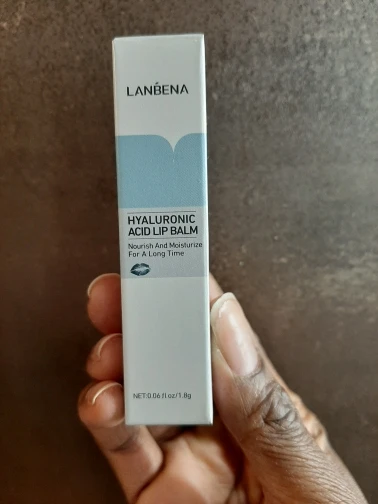 LANBENA
HYALURONIC
ACID LIP BALM
Nourish And Moisturize
For A Long Time
NET:0.06 fl.oz/1.8g